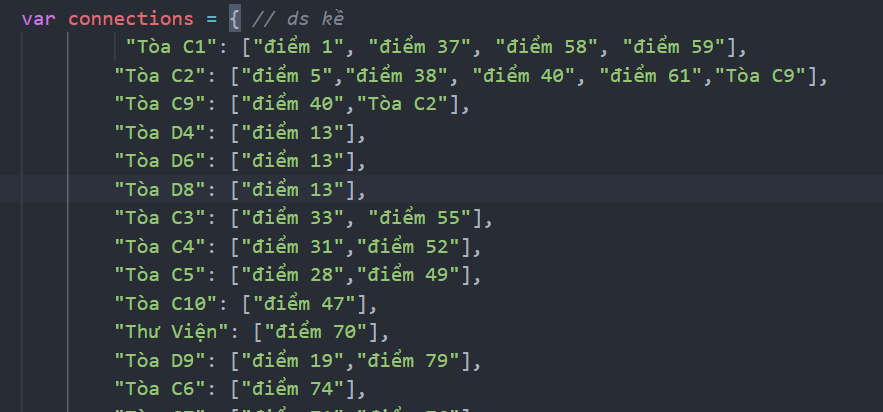 var connections = { // ds kề
"Tòa C1": ["điểm 1", "điểm 37", "điểm 58", "điểm 59"],
"Tòa C2": ["điểm 5","điểm 38", "điểm 40", "điểm 61","Tòa C9"],
"Tòa C9": ["điểm 40","Tòa C2"],
"Tòa D4": ["điểm 13"],
"Tòa D6": ["điểm 13"],
"Tòa D8": ["điểm 13"],
"Tòa C3": ["điểm 33", "điểm 55"],
"Tòa C4": ["điểm 31","điểm 52"],
"Tòa C5": ["điểm 28","điểm 49"],
"Tòa C10": ["điểm 47"],
"Thư Viện": ["điểm 70"],
"Tòa D9": ["điểm 19","điểm 79"],
"Tòa C6": ["điểm 74"],